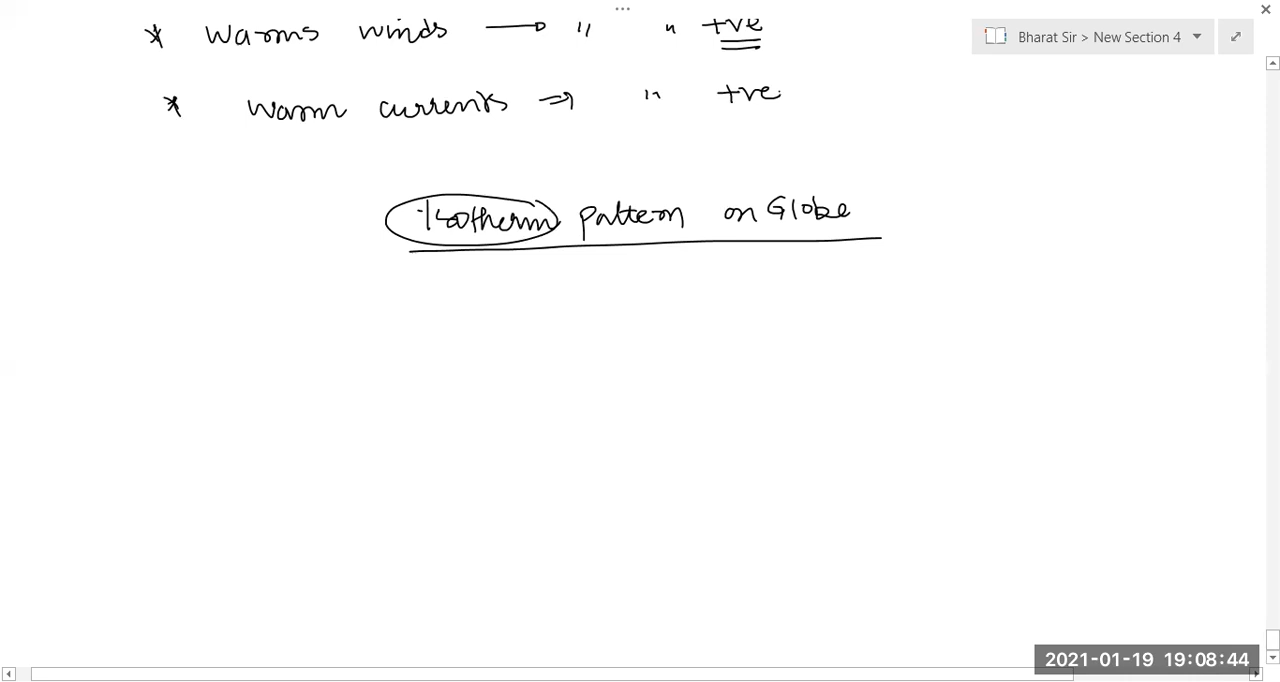 * Warms winds → " " +ve
Bharat Sir > New Section 4
* Warm currents ⇒ " +ve
Isotherm pattern on Globe
2021-01-19 19:08:44